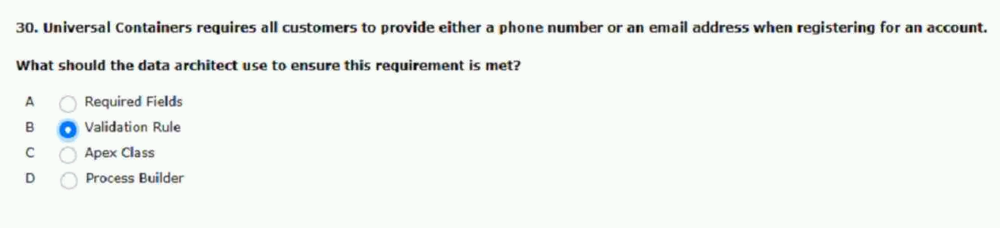 30. Universal Containers requires all customers to provide either a phone number or an email address when registering for an account.
What should the data architect use to ensure this requirement is met?
A Required Fields
B Validation Rule
C Apex Class
D Process Builder